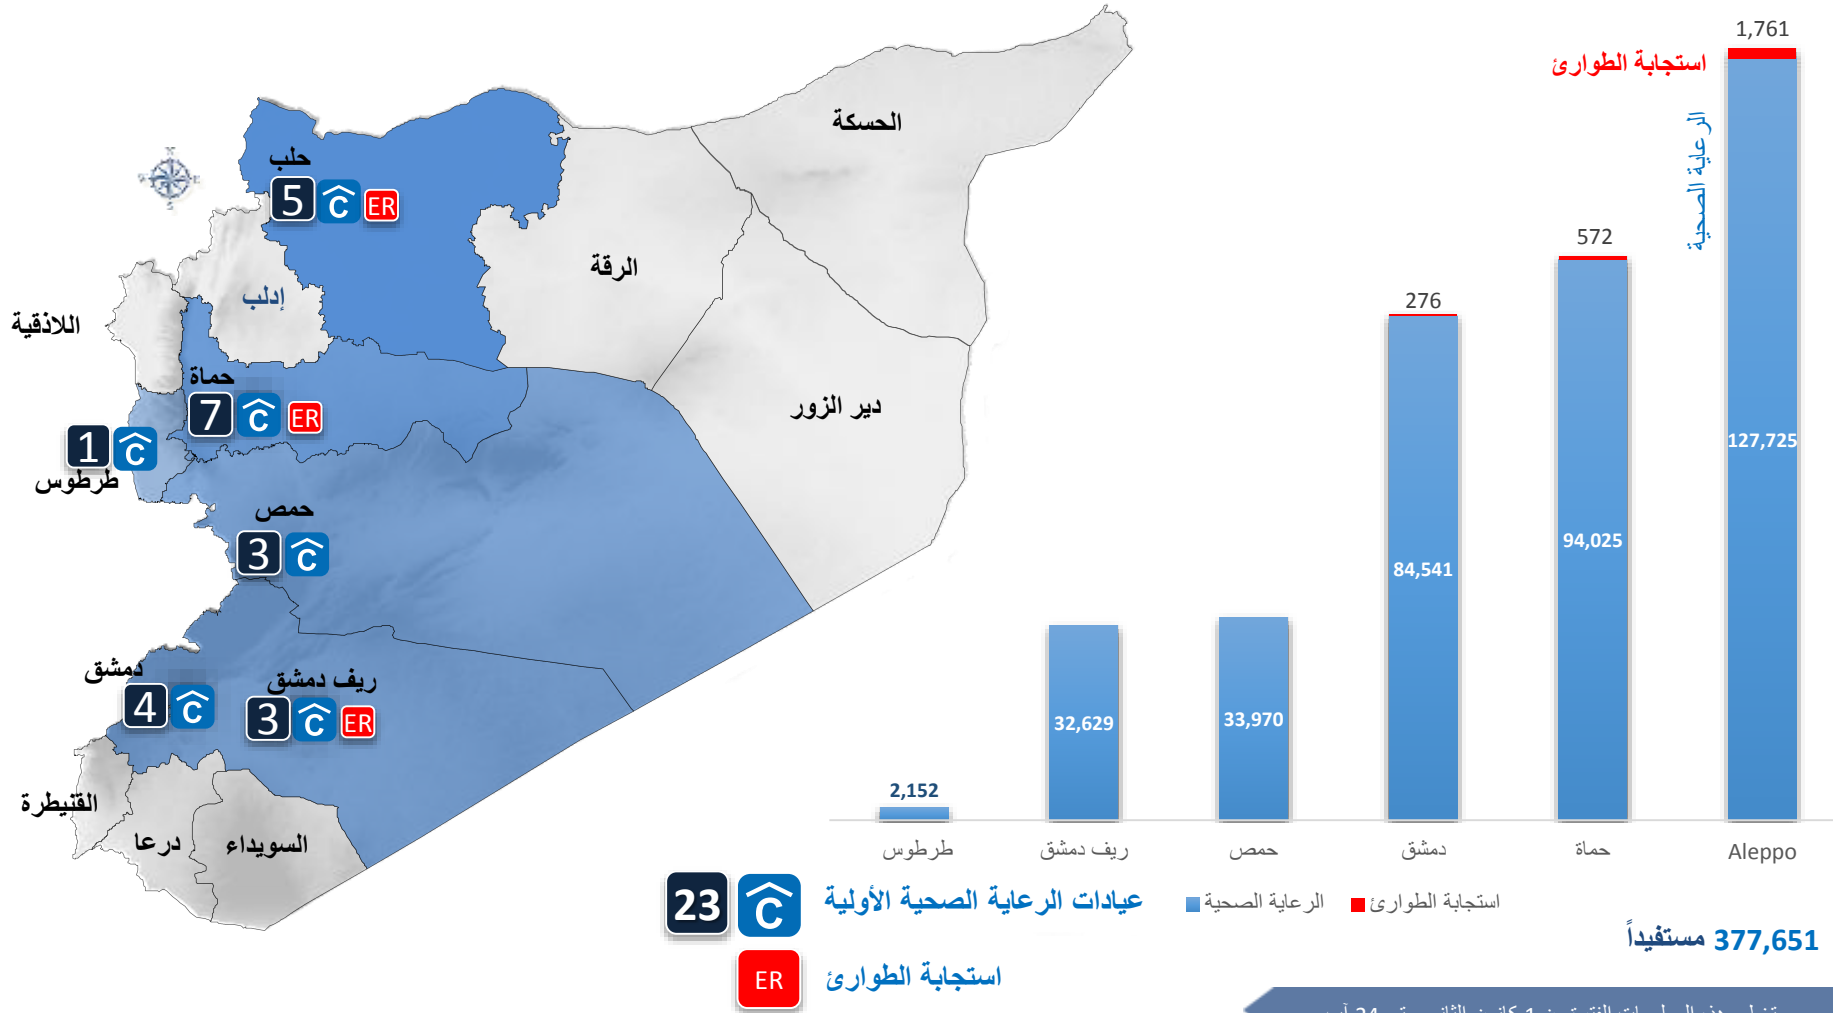 الحسكة
حلب
5 C ER
الرقة
إدلب
اللاذقية
حماة
7 C ER
دير الزور
1 C
طرطوس
حمص
3 C
دمشق
4 C
ريف دمشق
3 C ER
القنيطرة
درعا
السويداء
1,761
استجابة الطوارئ
الرعاية الصحية
572
276
127,725
94,025
84,541
33,970
32,629
2,152
طرطوس
ريف دمشق
حمص
دمشق
حماة
Aleppo
عيادات الرعاية الصحية الأولية C 23
الرعاية الصحية
استجابة الطوارئ
377,651 مستفيداً
استجابة الطوارئ ER